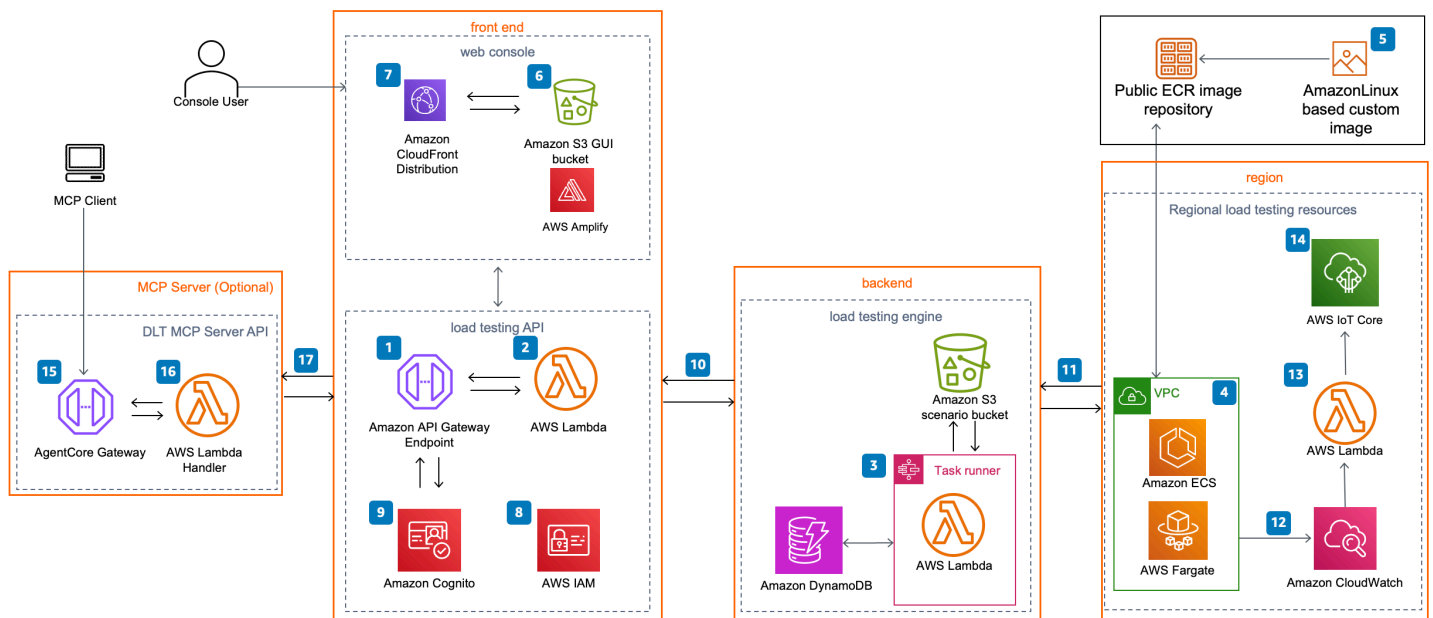 Console User
MCP Client
MCP Server (Optional)
DLT MCP Server API
15
AgentCore Gateway
16
AWS Lambda
Handler
17
front end
web console
7
Amazon
CloudFront
Distribution
6
Amazon S3 GUI
bucket
AWS Amplify
load testing API
1
Amazon API Gateway
Endpoint
2
AWS Lambda
9
Amazon Cognito
8
AWS IAM
10
backend
load testing engine
Amazon S3
scenario bucket
3
Task runner
AWS Lambda
Amazon DynamoDB
11
Public ECR image
repository
5
AmazonLinux
based custom
image
region
Regional load testing resources
14
AWS IoT Core
13
AWS Lambda
VPC
4
Amazon ECS
AWS Fargate
12
Amazon CloudWatch